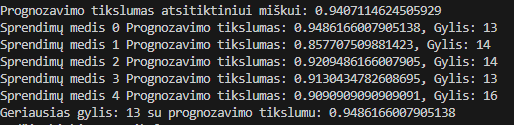 Prognozavimo tikslumas atsitiktiniui miškui: 0.9407114624505929
Sprendimų medis 0 Prognozavimo tikslumas: 0.9486166007905138, Gylis: 13
Sprendimų medis 1 Prognozavimo tikslumas: 0.857707509881423, Gylis: 14
Sprendimų medis 2 Prognozavimo tikslumas: 0.9209486166007905, Gylis: 14
Sprendimų medis 3 Prognozavimo tikslumas: 0.9130434782608695, Gylis: 13
Sprendimų medis 4 Prognozavimo tikslumas: 0.9090909090909091, Gylis: 16
Geriausias gylis: 13 su prognozavimo tikslumu: 0.9486166007905138